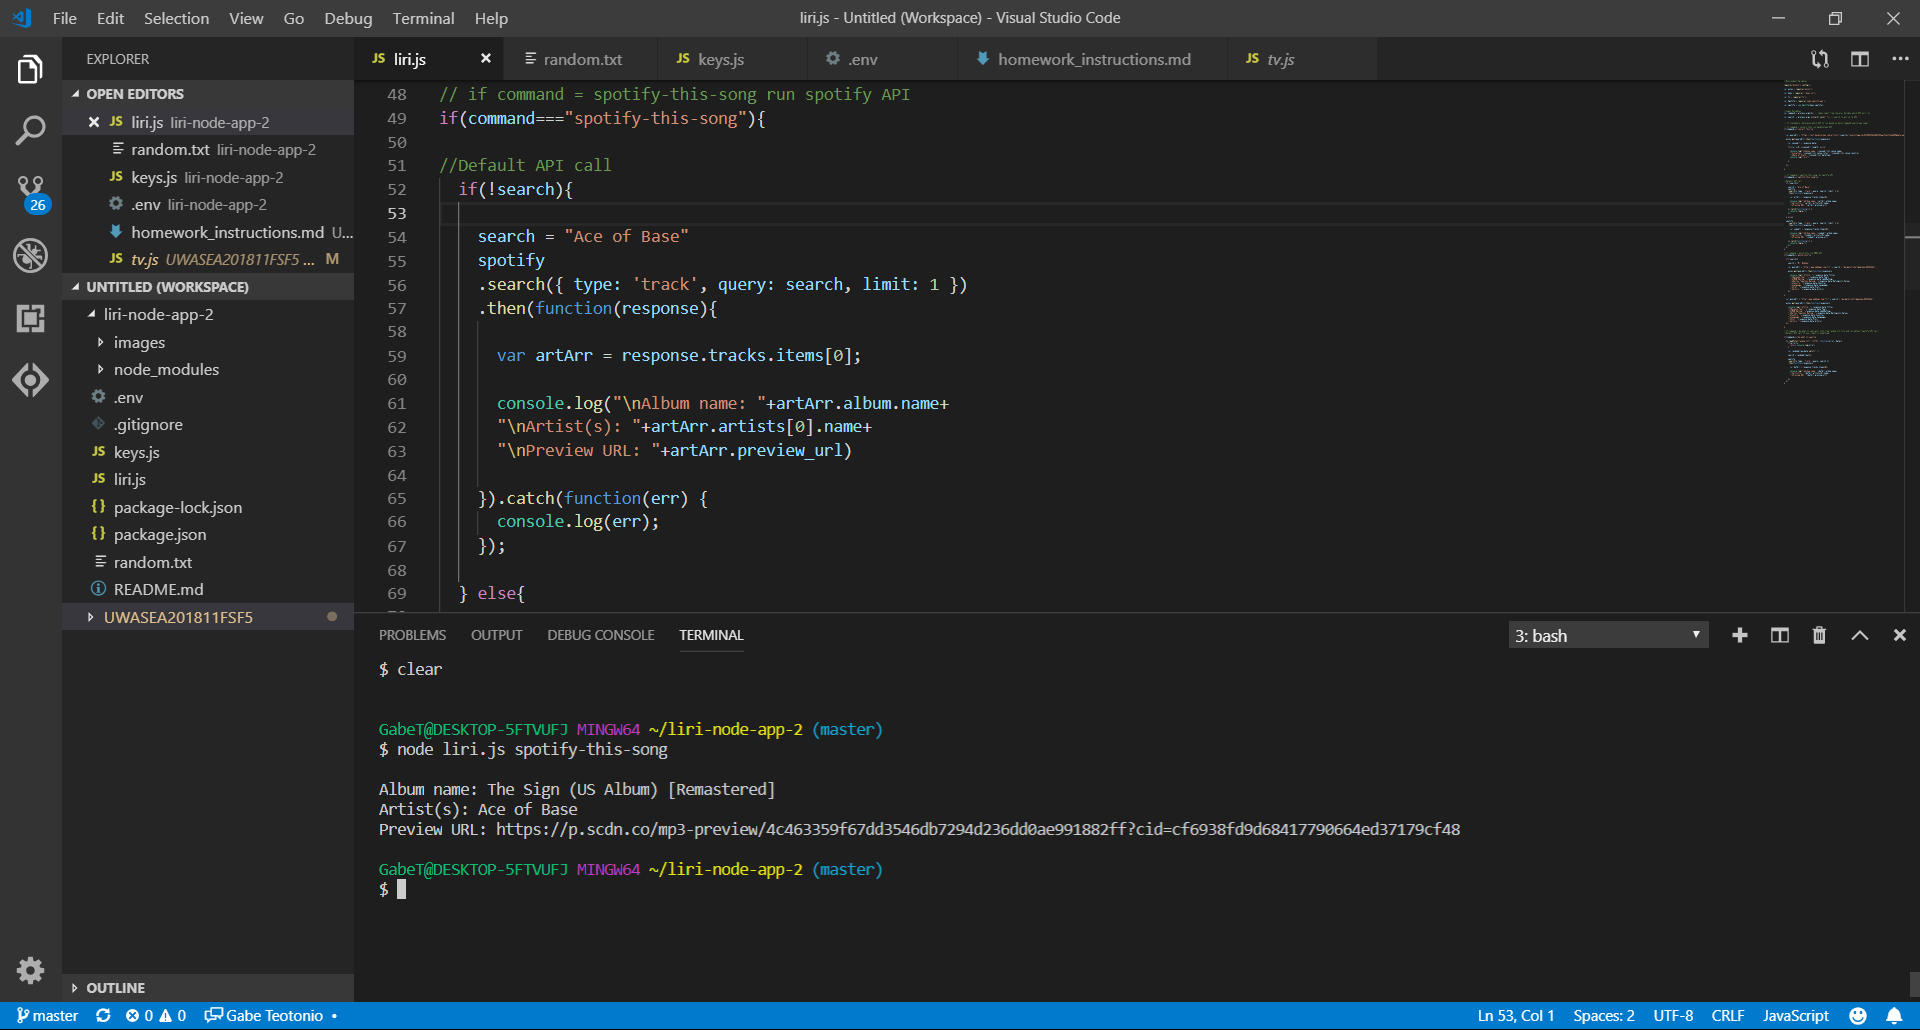 File Edit Selection View Go Debug Terminal Help
liri.js - Untitled (Workspace) - Visual Studio Code
EXPLORER
OPEN EDITORS
liri.js liri-node-app-2
random.txt liri-node-app-2
JS keys.js liri-node-app-2
.env liri-node-app-2
homework_instructions.md U...
JS tv.js UWASEA201811FSF5 ... M
UNTITLED (WORKSPACE)
liri-node-app-2
images
node_modules
.env
.gitignore
JS keys.js
JS liri.js
{} package-lock.json
{} package.json
random.txt
README.md
UWASEA201811FSF5
OUTLINE
26
JS liri.js random.txt JS keys.js .env homework_instructions.md JS tv.js
48 // if command = spotify-this-song run spotify API
49 if(command==="spotify-this-song"){
50
51 //Default API call
52 if(!search){
53
54 search = "Ace of Base"
55 spotify
56 .search({ type: 'track', query: search, limit: 1 })
57 .then(function(response){
58
59 var artArr = response.tracks.items[0];
60
61 console.log("\nAlbum name: "+artArr.album.name+
62 "\nArtist(s): "+artArr.artists[0].name+
63 "\nPreview URL: "+artArr.preview_url)
64
65 }).catch(function(err) {
66 console.log(err);
67 });
68
69 } else{
PROBLEMS OUTPUT DEBUG CONSOLE TERMINAL
3: bash
$ clear
GabeT@DESKTOP-5FTVUFJ MINGW64 ~/liri-node-app-2 (master)
$ node liri.js spotify-this-song
Album name: The Sign (US Album) [Remastered]
Artist(s): Ace of Base
Preview URL: https://p.scdn.co/mp3-preview/4c463359f67dd3546db7294d236dd0ae991882ff?cid=cf6938fd9d68417790664ed37179cf48
GabeT@DESKTOP-5FTVUFJ MINGW64 ~/liri-node-app-2 (master)
$
master 0 0 Gabe Teotonio •
Ln 53, Col 1 Spaces: 2 UTF-8 CRLF JavaScript